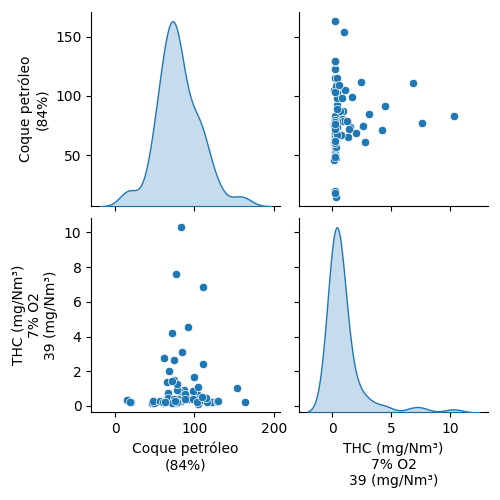 150
100
50
Coque petróleo
(84%)
10
8
6
4
2
0
THC (mg/Nm³)
7% O2
39 (mg/Nm³)
0 100 200
Coque petróleo
(84%)
0 5 10
THC (mg/Nm³)
7% O2
39 (mg/Nm³)